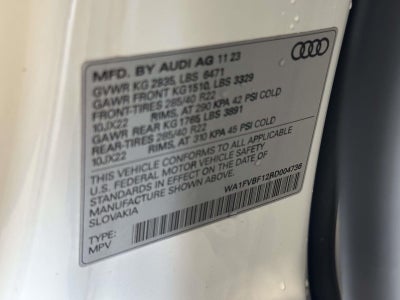 MFD. BY AUDI AG 11 23
GVWR KG 2935, LBS 6471
GAWR FRONT KG1510, LBS 3329
FRONT-TIRES 285/40 R22
10JX22 RIMS, AT 290 KPA 42 PSI COLD
GAWR REAR KG 1765, LBS 3891
REAR-TIRES 285/40 R22
10JX22 RIMS, AT 310 KPA 45 PSI COLD
THIS VEHICLE CONFORMS TO ALL APPLICABLE
U.S. FEDERAL MOTOR VEHICLE SAFETY
STANDARDS IN EFFECT ON THE DATE OF
MANUFACTURE SHOWN ABOVE.
SLOVAKIA WA1FVBF12RD004736
TYPE:
MPV